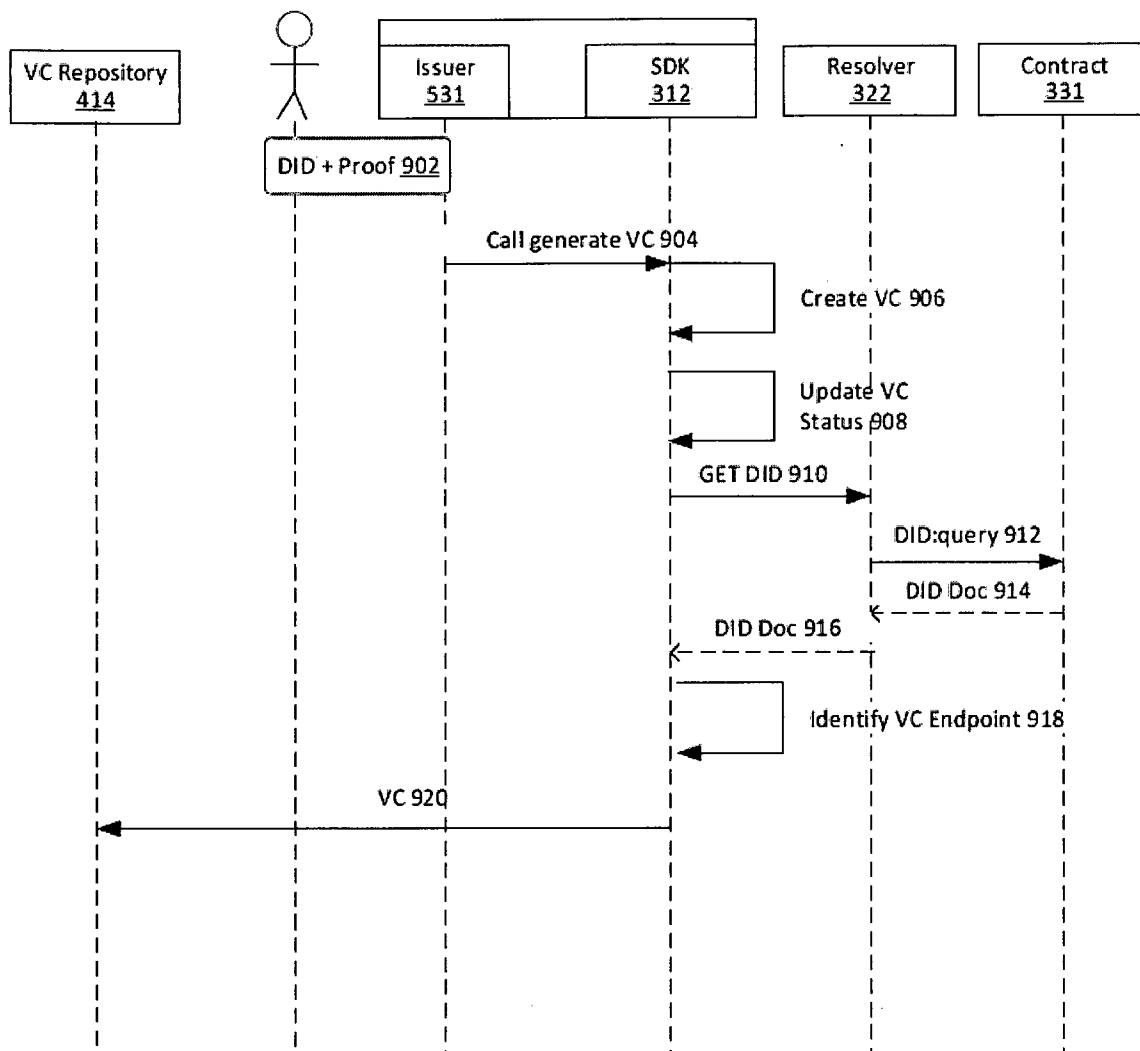 VC Repository
414
Issuer
531
SDK
312
Resolver
322
Contract
331
DID + Proof 902
Call generate VC 904
Create VC 906
Update VC
Status 908
GET DID 910
DID:query 912
DID Doc 914
DID Doc 916
Identify VC Endpoint 918
VC 920